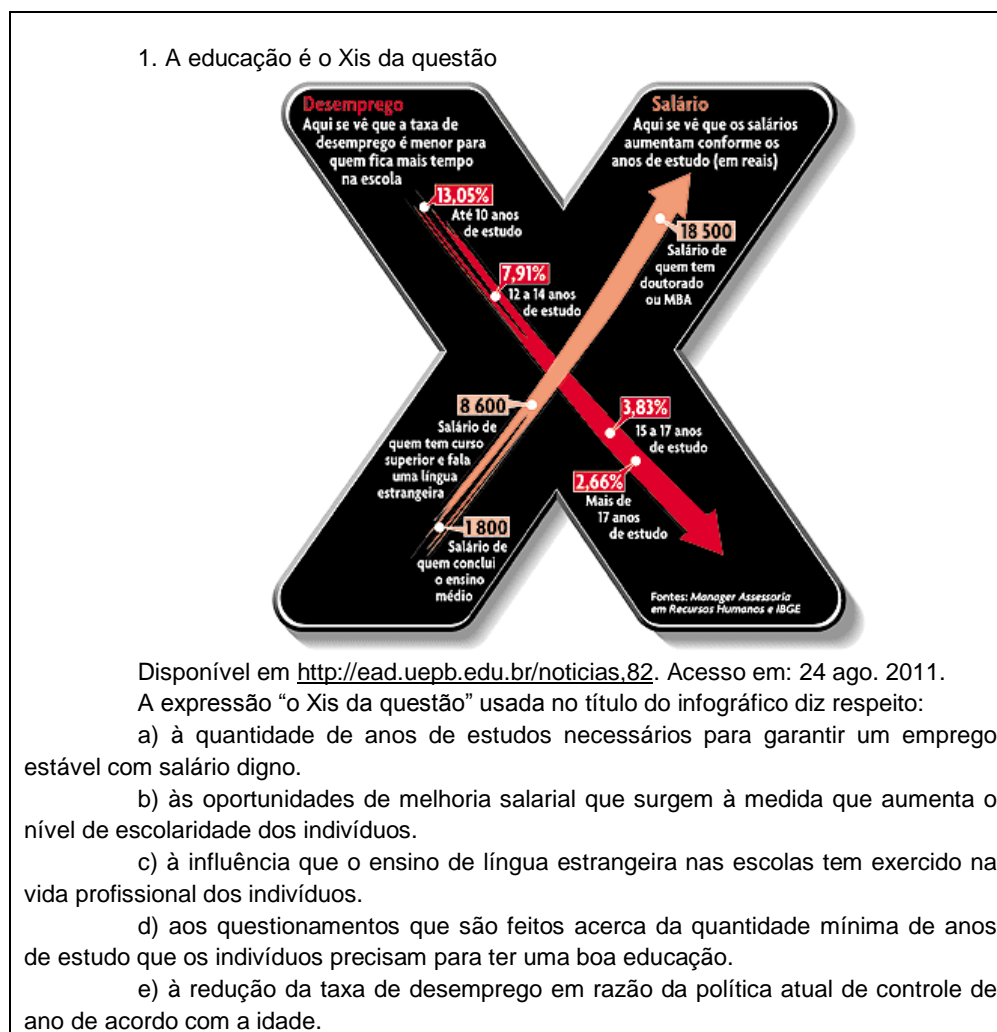 1. A educação é o Xis da questão
Desemprego
Aqui se vê que a taxa de
desemprego é menor para
quem fica mais tempo
na escola
13,05%
Até 10 anos
de estudo
7,91%
12 a 14 anos
de estudo
3,83%
15 a 17 anos
de estudo
2,66%
Mais de
17 anos
de estudo
Salário
Aqui se vê que os salários
aumentam conforme os
anos de estudo (em reais)
18 500
Salário de
quem tem
doutorado
ou MBA
8 600
Salário de
quem tem curso
superior e fala
uma língua
estrangeira
1 800
Salário de
quem conclui
o ensino
médio
Fontes: Manager Assessoria
em Recursos Humanos e IBGE
Disponível em http://ead.uepb.edu.br/noticias,82. Acesso em: 24 ago. 2011.
A expressão “o Xis da questão” usada no título do infográfico diz respeito:
a) à quantidade de anos de estudos necessários para garantir um emprego
estável com salário digno.
b) às oportunidades de melhoria salarial que surgem à medida que aumenta o
nível de escolaridade dos indivíduos.
c) à influência que o ensino de língua estrangeira nas escolas tem exercido na
vida profissional dos indivíduos.
d) aos questionamentos que são feitos acerca da quantidade mínima de anos
de estudo que os indivíduos precisam para ter uma boa educação.
e) à redução da taxa de desemprego em razão da política atual de controle de
ano de acordo com a idade.